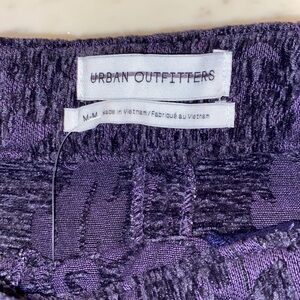 URBAN OUTFITTERS
M-M Made in Vietnam / Fabriqué au Vietnam